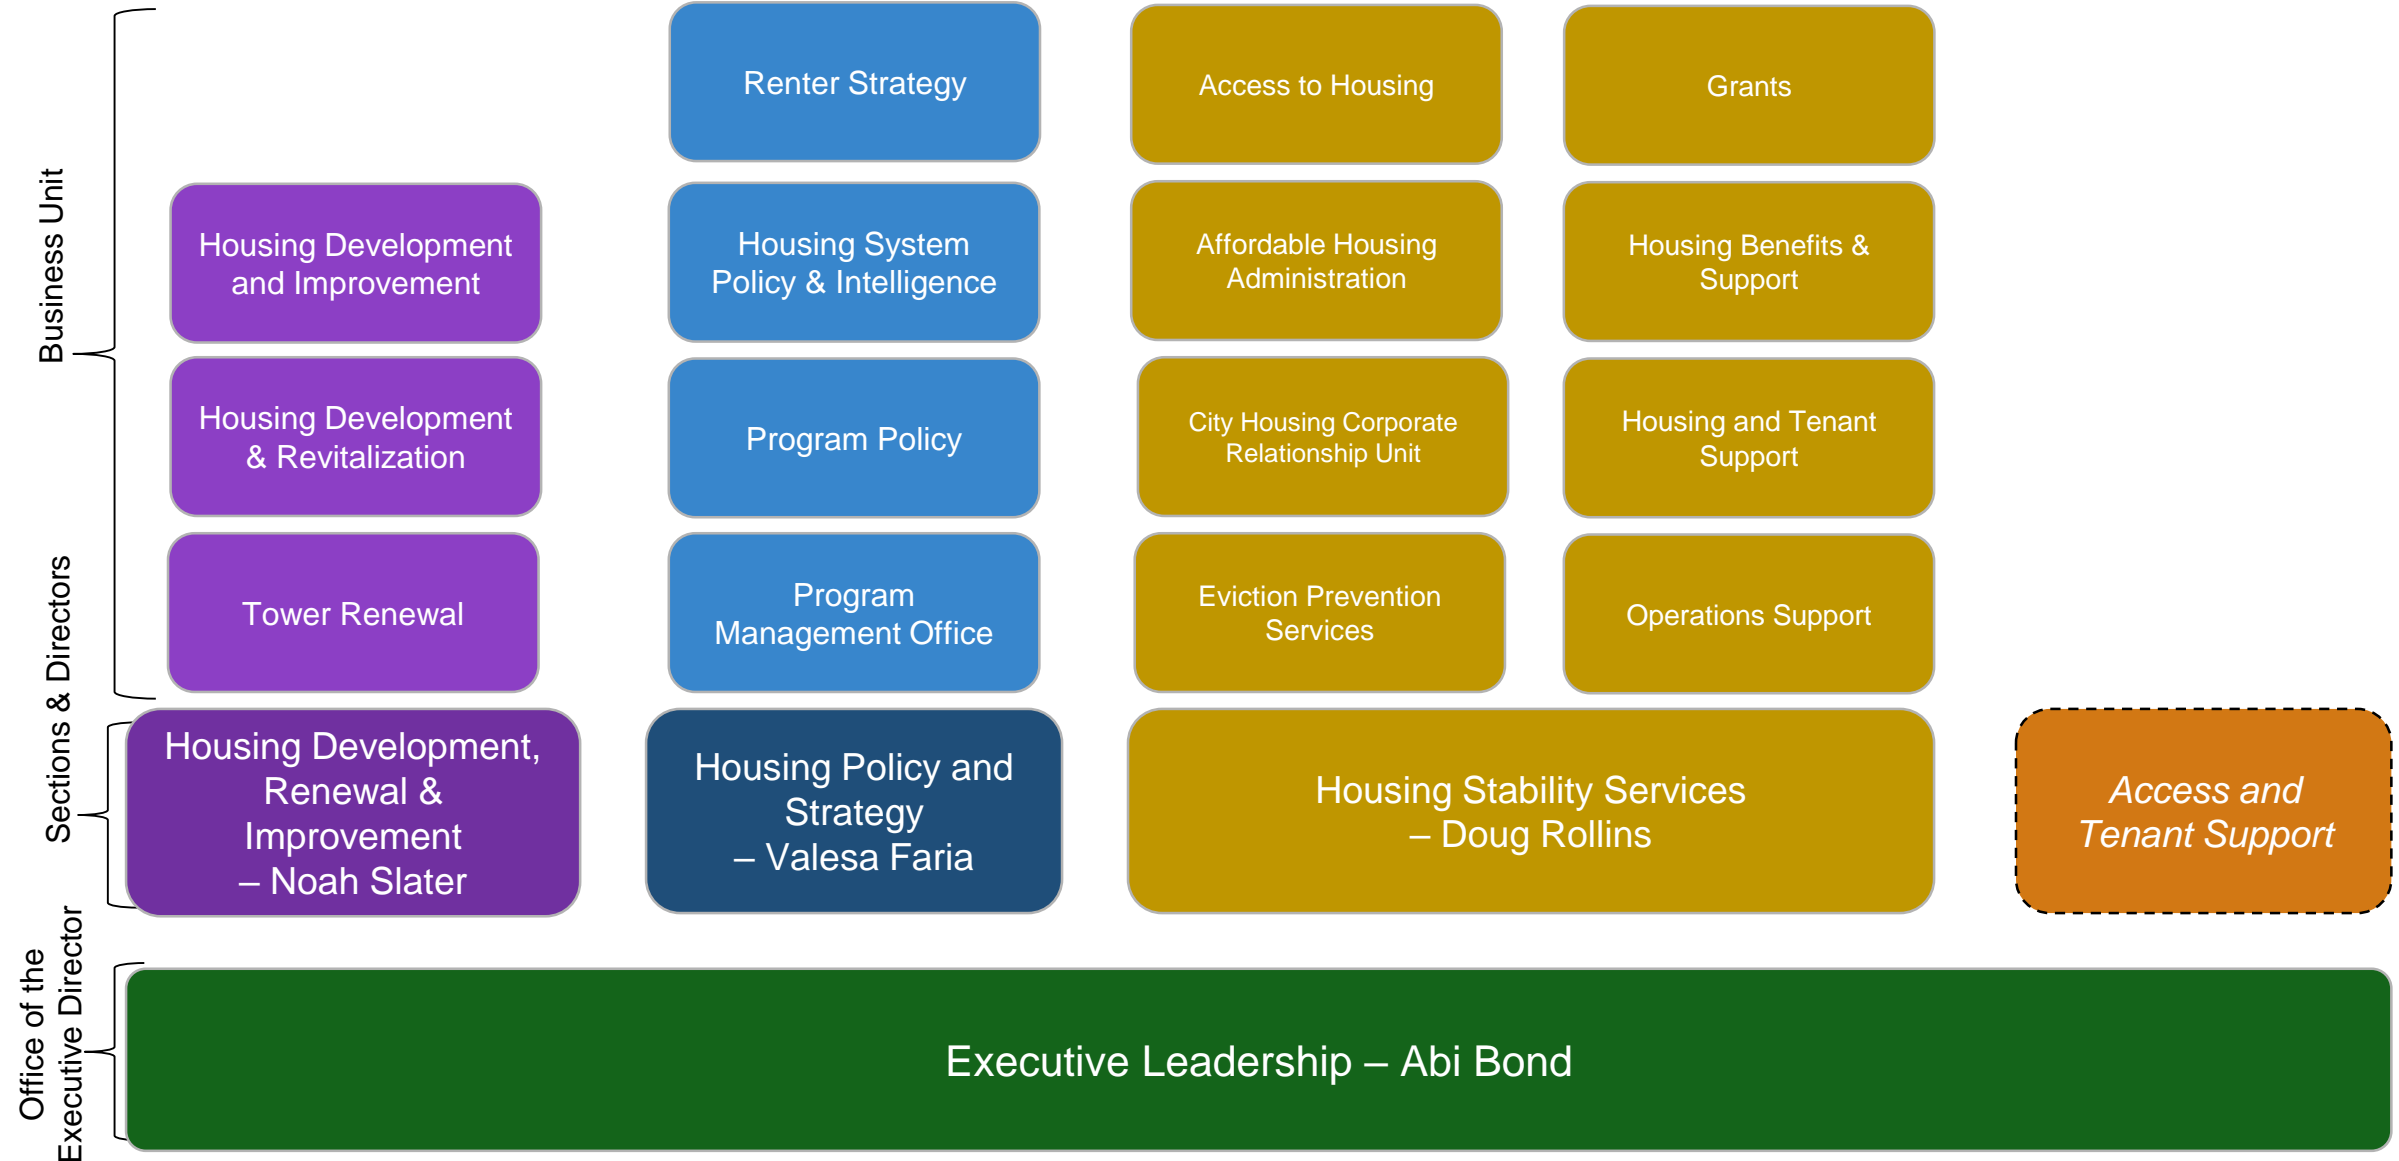 Business Unit
Renter Strategy
Access to Housing
Grants
Housing Development
and Improvement
Housing System
Policy & Intelligence
Affordable Housing
Administration
Housing Benefits &
Support
Housing Development
& Revitalization
Program Policy
City Housing Corporate
Relationship Unit
Housing and Tenant
Support
Tower Renewal
Program
Management Office
Eviction Prevention
Services
Operations Support
Sections & Directors
Housing Development,
Renewal &
Improvement
– Noah Slater
Housing Policy and
Strategy
– Valesa Faria
Housing Stability Services
– Doug Rollins
Access and
Tenant Support
Office of the
Executive Director
Executive Leadership – Abi Bond